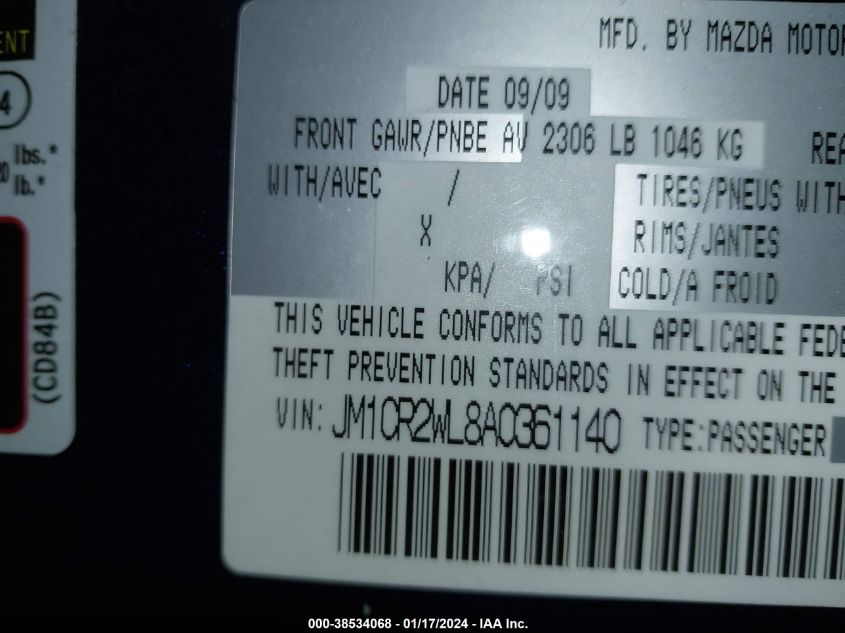 ENT
4
lbs.*
20 lb.*
(CD84B)
MFD. BY MAZDA MOTOR
DATE 09/09
FRONT GAWR/PNBE AV 2306 LB 1046 KG REA
WITH/AVEC / TIRES/PNEUS WITH
X RIMS/JANTES
KPA/ PSI COLD/A FROID
THIS VEHICLE CONFORMS TO ALL APPLICABLE FEDE
THEFT PREVENTION STANDARDS IN EFFECT ON THE
VIN: JM1CR2WL8A0361140 TYPE:PASSENGER
000-38534068 - 01/17/2024 - IAA Inc.